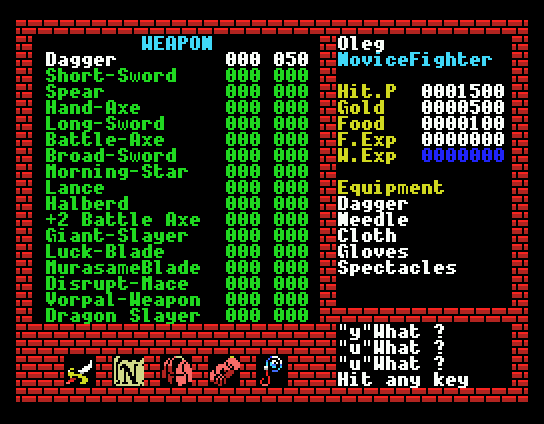 WEAPON
Dagger 000 050
Short-Sword 000 000
Spear 000 000
Hand-Axe 000 000
Long-Sword 000 000
Battle-Axe 000 000
Broad-Sword 000 000
Morning-Star 000 000
Lance 000 000
Halberd 000 000
+2 Battle Axe 000 000
Giant-Slayer 000 000
Luck-Blade 000 000
MurasameBlade 000 000
Disrupt-Mace 000 000
Vorpal-Weapon 000 000
Dragon Slayer 000 000
N
Oleg
NoviceFighter
Hit.P 0001500
Gold 0000500
Food 0000100
F.Exp 0000000
W.Exp 0000000
Equipment
Dagger
Needle
Cloth
Gloves
Spectacles
"y"What ?
"u"What ?
"u"What ?
Hit any key